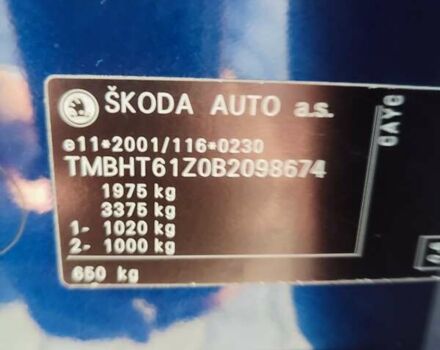 ŠKODA AUTO a.s.
e11*2001/116*0230
TMBHT61Z0B2098674
1975 kg
3375 kg
1- 1020 kg
2- 1000 kg
650 kg
CAYC